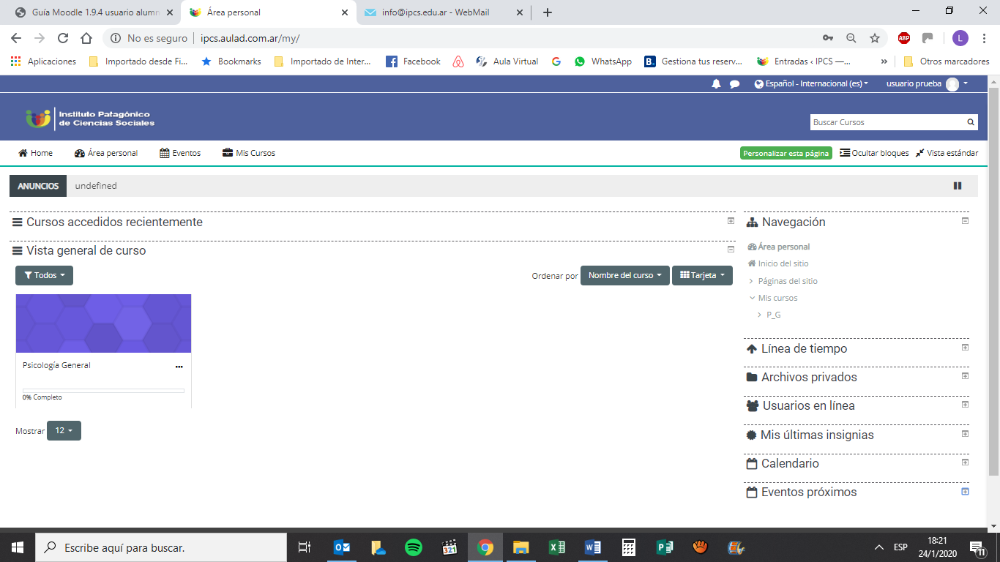 Guía Moodle 1.9.4 usuario alumn
Área personal
info@ipcs.edu.ar - WebMail
No es seguro | ipcs.aulad.com.ar/my/
ABP
L
Aplicaciones
Importado desde Fi...
Bookmarks
Importado de Inter...
Facebook
Aula Virtual
WhatsApp
Gestiona tus reserv...
Entradas ‹ IPCS —...
»
Otros marcadores
Español - Internacional (es)
usuario prueba
Instituto Patagónico
de Ciencias Sociales
Buscar Cursos
Home
Área personal
Eventos
Mis Cursos
Personalizar esta página
Ocultar bloques
Vista estándar
ANUNCIOS
undefined
Cursos accedidos recientemente
Vista general de curso
Todos
Ordenar por
Nombre del curso
Tarjeta
Psicología General
...
0% Completo
Mostrar
12
Navegación
Área personal
Inicio del sitio
Páginas del sitio
Mis cursos
P_G
Línea de tiempo
Archivos privados
Usuarios en línea
Mis últimas insignias
Calendario
Eventos próximos
Escribe aquí para buscar.
321
ESP
18:21
24/1/2020
11